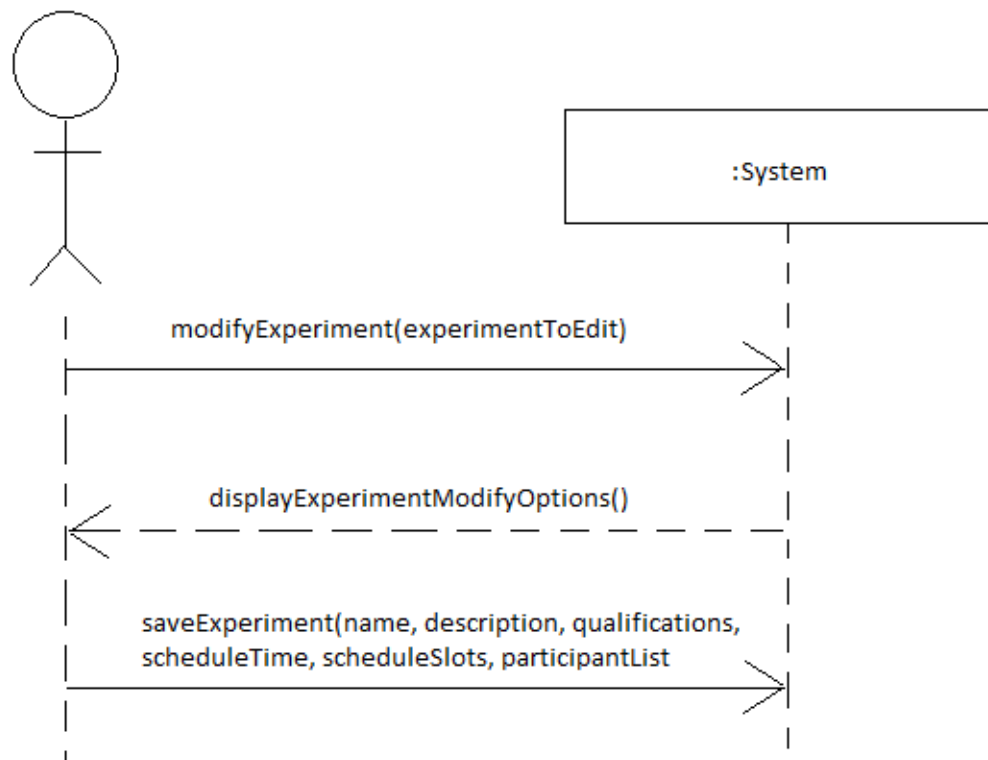 :System
modifyExperiment(experimentToEdit)
displayExperimentModifyOptions()
saveExperiment(name, description, qualifications,
scheduleTime, scheduleSlots, participantList